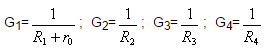 G₁=1/(R₁+r₀) ; G₂=1/R₂ ; G₃=1/R₃ ; G₄=1/R₄